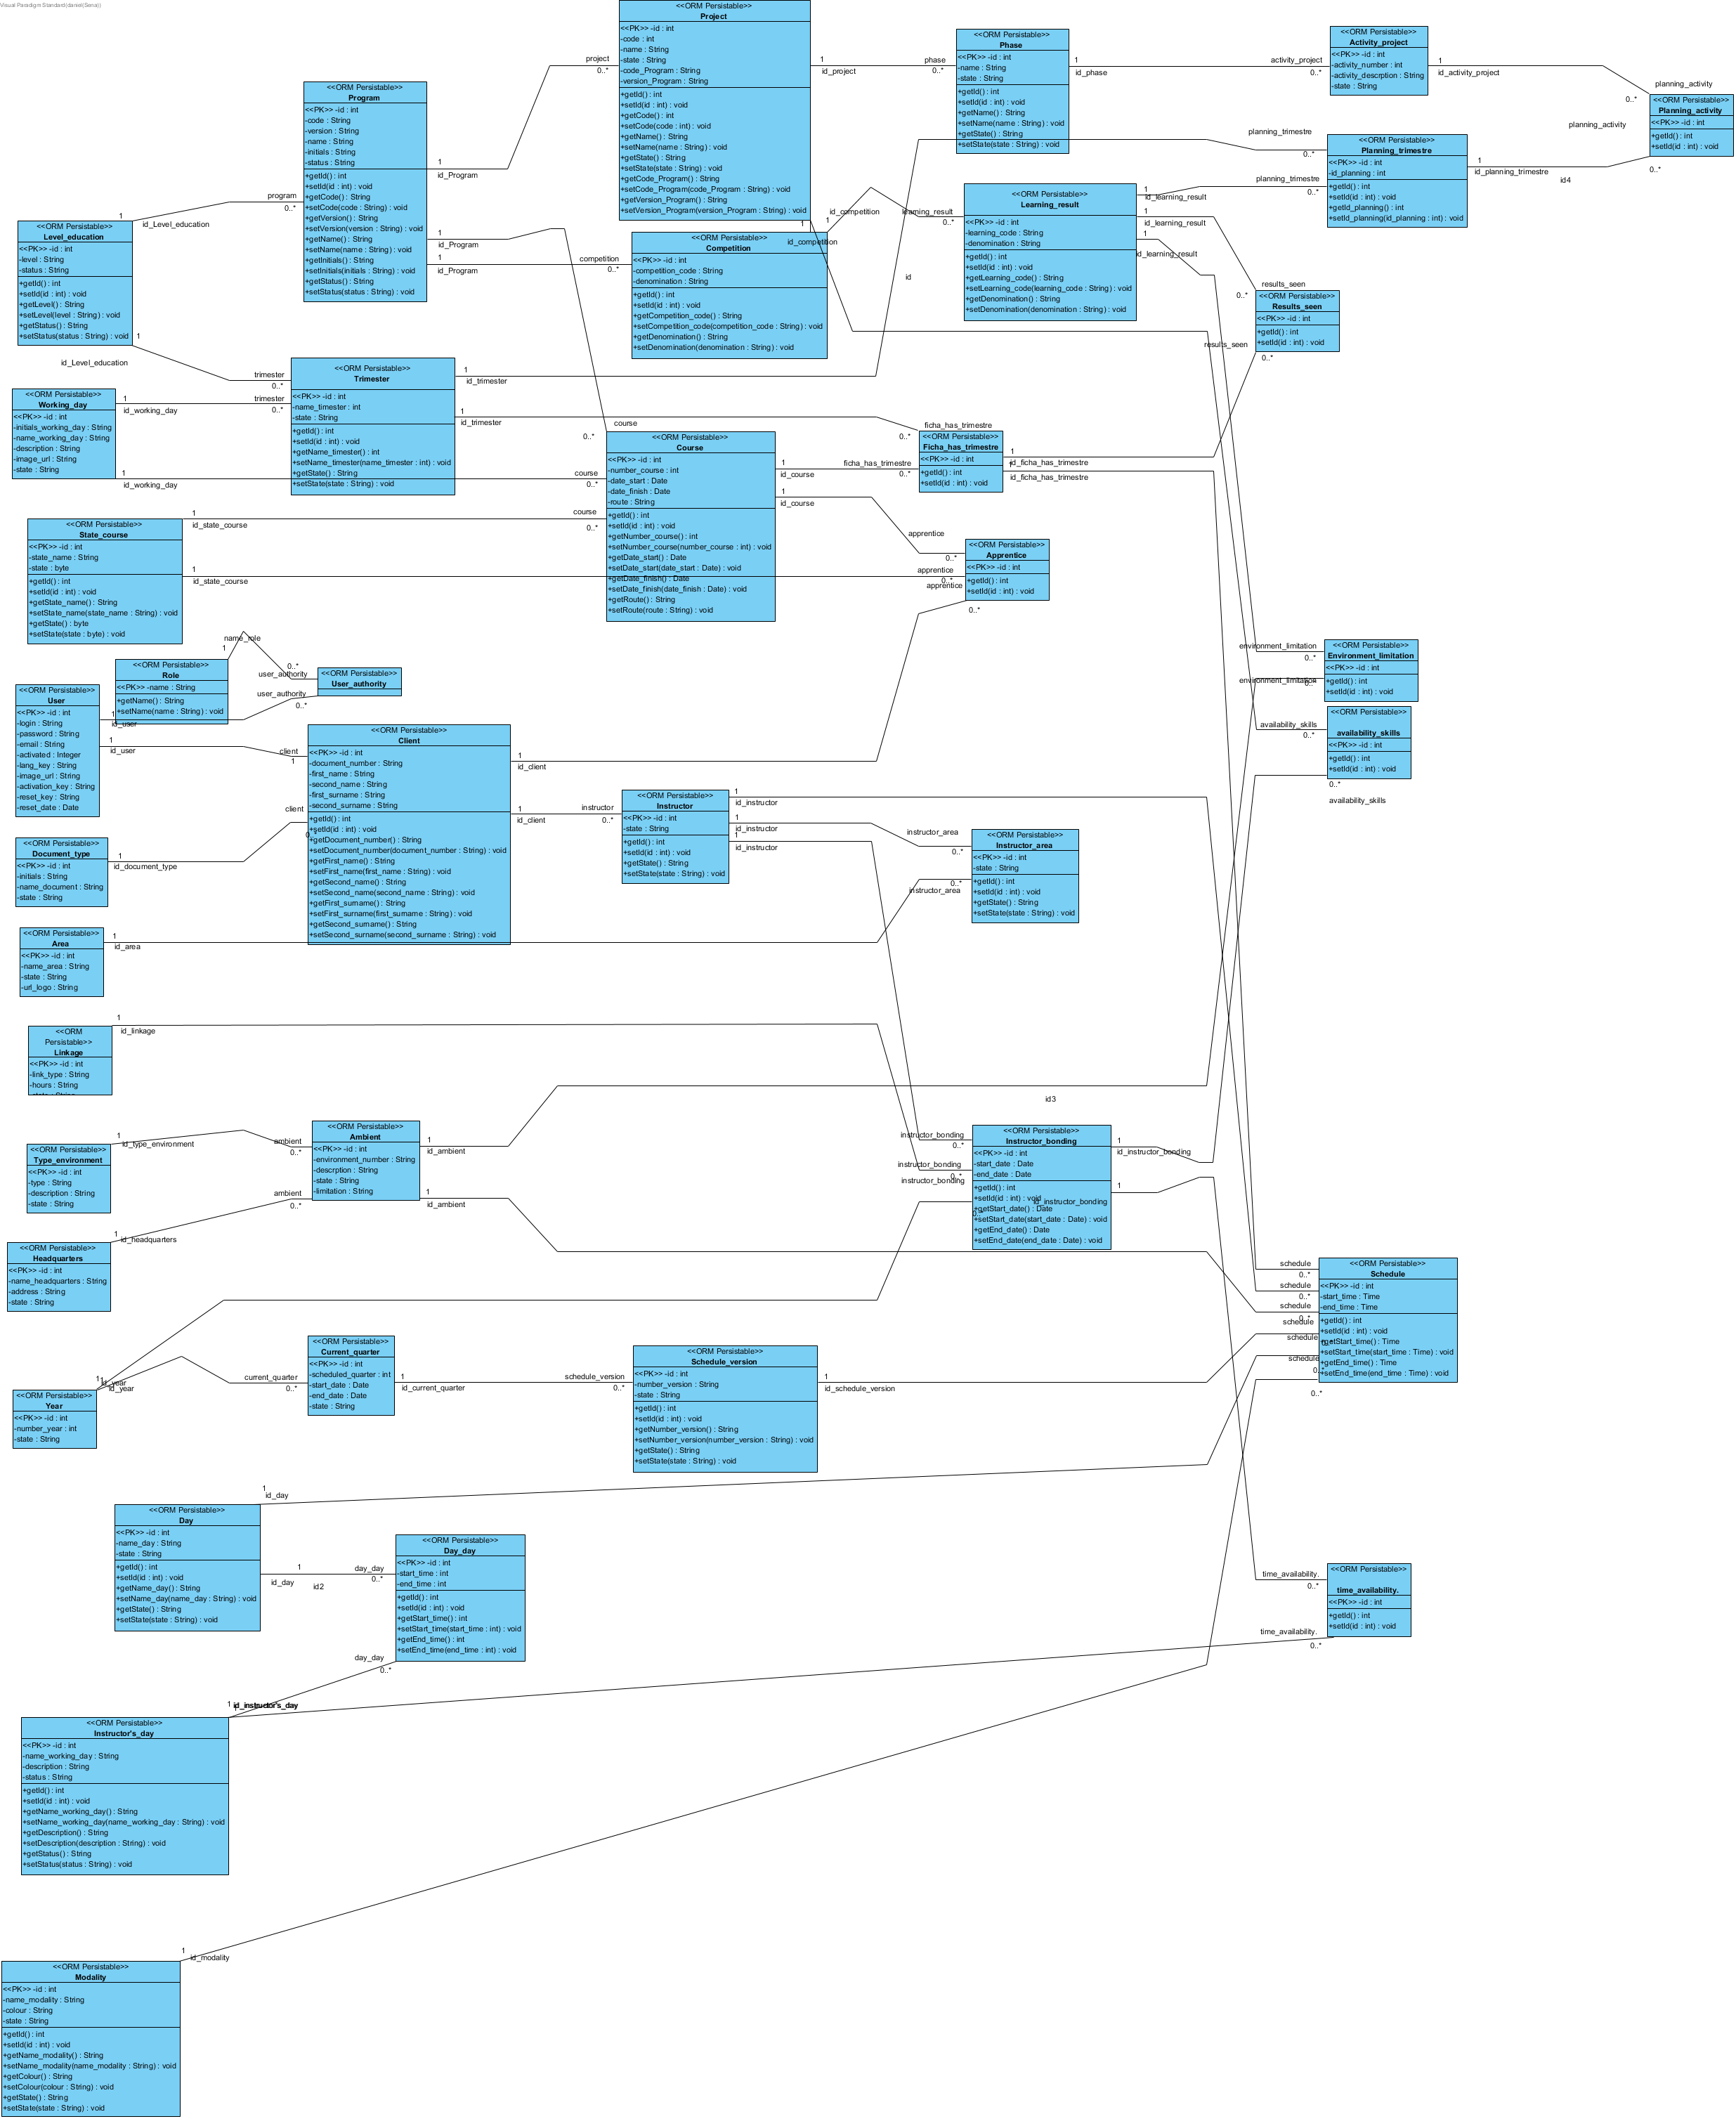 Visual Paradigm Standard(daniel(Sena))
<<ORM Persistable>>
Project
<<PK>> -id : int
-code : int
-name : String
-state : String
-code_Program : String
-version_Program : String
+getId() : int
+setId(id : int) : void
+getCode() : int
+setCode(code : int) : void
+getName() : String
+setName(name : String) : void
+getState() : String
+setState(state : String) : void
+getCode_Program() : String
+setCode_Program(code_Program : String) : void
+getVersion_Program() : String
+setVersion_Program(version_Program : String) : void
project
0..*
1
id_project
phase
0..*
<<ORM Persistable>>
Phase
<<PK>> -id : int
-name : String
-state : String
+getId() : int
+setId(id : int) : void
+getName() : String
+setName(name : String) : void
+getState() : String
+setState(state : String) : void
1
id_phase
activity_project
0..*
<<ORM Persistable>>
Activity_project
<<PK>> -id : int
-activity_number : int
-activity_descrption : String
-state : String
1
id_activity_project
planning_activity
0..*
<<ORM Persistable>>
Planning_activity
<<PK>> -id : int
+getId() : int
+setId(id : int) : void
planning_activity
0..*
<<ORM Persistable>>
Planning_trimestre
<<PK>> -id : int
-id_planning : int
+getId() : int
+setId(id : int) : void
+getId_planning() : int
+setId_planning(id_planning : int) : void
planning_trimestre
0..*
planning_trimestre
0..*
1
id_planning_trimestre
id4
<<ORM Persistable>>
Program
<<PK>> -id : int
-code : String
-version : String
-name : String
-initials : String
-status : String
+getId() : int
+setId(id : int) : void
+getCode() : String
+setCode(code : String) : void
+getVersion() : String
+setVersion(version : String) : void
+getName() : String
+setName(name : String) : void
+getInitials() : String
+setInitials(initials : String) : void
+getStatus() : String
+setStatus(status : String) : void
1
id_Program
1
id_Program
1
id_Program
program
0..*
1
id_Level_education
<<ORM Persistable>>
Level_education
<<PK>> -id : int
-level : String
-status : String
+getId() : int
+setId(id : int) : void
+getLevel() : String
+setLevel(level : String) : void
+getStatus() : String
+setStatus(status : String) : void
1
id_Level_education
competition
0..*
<<ORM Persistable>>
Competition
<<PK>> -id : int
-competition_code : String
-denomination : String
+getId() : int
+setId(id : int) : void
+getCompetition_code() : String
+setCompetition_code(competition_code : String) : void
+getDenomination() : String
+setDenomination(denomination : String) : void
1
id_competition
1
id_competition
learning_result
0..*
id
<<ORM Persistable>>
Learning_result
<<PK>> -id : int
-learning_code : String
-denomination : String
+getId() : int
+setId(id : int) : void
+getLearning_code() : String
+setLearning_code(learning_code : String) : void
+getDenomination() : String
+setDenomination(denomination : String) : void
1
id_learning_result
1
id_learning_result
1
id_learning_result
results_seen
0..*
<<ORM Persistable>>
Results_seen
<<PK>> -id : int
+getId() : int
+setId(id : int) : void
results_seen
0..*
<<ORM Persistable>>
Trimester
<<PK>> -id : int
-name_timester : int
-state : String
+getId() : int
+setId(id : int) : void
+getName_timester() : int
+setName_timester(name_timester : int) : void
+getState() : String
+setState(state : String) : void
trimester
0..*
trimester
0..*
1
id_trimester
1
id_trimester
<<ORM Persistable>>
Working_day
<<PK>> -id : int
-initials_working_day : String
-name_working_day : String
-description : String
-image_url : String
-state : String
1
id_working_day
1
id_working_day
course
0..*
course
0..*
course
0..*
<<ORM Persistable>>
Course
<<PK>> -id : int
-number_course : int
-date_start : Date
-date_finish : Date
-route : String
+getId() : int
+setId(id : int) : void
+getNumber_course() : int
+setNumber_course(number_course : int) : void
+getDate_start() : Date
+setDate_start(date_start : Date) : void
+getDate_finish() : Date
+setDate_finish(date_finish : Date) : void
+getRoute() : String
+setRoute(route : String) : void
1
id_course
1
id_course
ficha_has_trimestre
0..*
ficha_has_trimestre
0..*
<<ORM Persistable>>
Ficha_has_trimestre
<<PK>> -id : int
+getId() : int
+setId(id : int) : void
1
id_ficha_has_trimestre
id_ficha_has_trimestre
<<ORM Persistable>>
State_course
<<PK>> -id : int
-state_name : String
-state : byte
+getId() : int
+setId(id : int) : void
+getState_name() : String
+setState_name(state_name : String) : void
+getState() : byte
+setState(state : byte) : void
1
id_state_course
1
id_state_course
apprentice
0..*
apprentice
0..*
apprentice
0..*
<<ORM Persistable>>
Apprentice
<<PK>> -id : int
+getId() : int
+setId(id : int) : void
name_role
1
<<ORM Persistable>>
Role
<<PK>> -name : String
+getName() : String
+setName(name : String) : void
0..*
user_authority
user_authority
0..*
<<ORM Persistable>>
User_authority
<<ORM Persistable>>
User
<<PK>> -id : int
-login : String
-password : String
-email : String
-activated : Integer
-lang_key : String
-image_url : String
-activation_key : String
-reset_key : String
-reset_date : Date
1
id_user
1
id_user
client
1
client
<<ORM Persistable>>
Client
<<PK>> -id : int
-document_number : String
-first_name : String
-second_name : String
-first_surname : String
-second_surname : String
+getId() : int
+setId(id : int) : void
+getDocument_number() : String
+setDocument_number(document_number : String) : void
+getFirst_name() : String
+setFirst_name(first_name : String) : void
+getSecond_name() : String
+setSecond_name(second_name : String) : void
+getFirst_surname() : String
+setFirst_surname(first_surname : String) : void
+getSecond_surname() : String
+setSecond_surname(second_surname : String) : void
1
id_client
1
id_client
<<ORM Persistable>>
Document_type
<<PK>> -id : int
-initials : String
-name_document : String
-state : String
1
id_document_type
instructor
0..*
<<ORM Persistable>>
Instructor
<<PK>> -id : int
-state : String
+getId() : int
+setId(id : int) : void
+getState() : String
+setState(state : String) : void
1
id_instructor
1
id_instructor
1
id_instructor
instructor_area
0..*
instructor_area
0..*
<<ORM Persistable>>
Instructor_area
<<PK>> -id : int
-state : String
+getId() : int
+setId(id : int) : void
+getState() : String
+setState(state : String) : void
environment_limitation
0..*
environment_limitation
0..*
<<ORM Persistable>>
Environment_limitation
<<PK>> -id : int
+getId() : int
+setId(id : int) : void
availability_skills
0..*
<<ORM Persistable>>
availability_skills
<<PK>> -id : int
+getId() : int
+setId(id : int) : void
0..*
availability_skills
<<ORM Persistable>>
Area
<<PK>> -id : int
-name_area : String
-state : String
-url_logo : String
1
id_area
<<ORM
Persistable>>
Linkage
<<PK>> -id : int
-link_type : String
-hours : String
1
id_linkage
id3
<<ORM Persistable>>
Type_environment
<<PK>> -id : int
-type : String
-description : String
-state : String
1
id_type_environment
ambient
0..*
ambient
0..*
<<ORM Persistable>>
Ambient
<<PK>> -id : int
-environment_number : String
-descrption : String
-state : String
-limitation : String
1
id_ambient
1
id_ambient
<<ORM Persistable>>
Headquarters
<<PK>> -id : int
-name_headquarters : String
-address : String
-state : String
1
id_headquarters
instructor_bonding
0..*
instructor_bonding
0..*
instructor_bonding
<<ORM Persistable>>
Instructor_bonding
<<PK>> -id : int
-start_date : Date
-end_date : Date
+getId() : int
+setId(id : int) : void
+getStart_date() : Date
+setStart_date(start_date : Date) : void
+getEnd_date() : Date
+setEnd_date(end_date : Date) : void
1
id_instructor_bonding
1
id_instructor_bonding
schedule
0..*
schedule
0..*
schedule
0..*
schedule
schedule
schedule
0..*
<<ORM Persistable>>
Schedule
<<PK>> -id : int
-start_time : Time
-end_time : Time
+getId() : int
+setId(id : int) : void
+getStart_time() : Time
+setStart_time(start_time : Time) : void
+getEnd_time() : Time
+setEnd_time(end_time : Time) : void
<<ORM Persistable>>
Year
<<PK>> -id : int
-number_year : int
-state : String
1
id_year
1
id_year
current_quarter
0..*
<<ORM Persistable>>
Current_quarter
<<PK>> -id : int
-scheduled_quarter : int
-start_date : Date
-end_date : Date
-state : String
1
id_current_quarter
schedule_version
0..*
<<ORM Persistable>>
Schedule_version
<<PK>> -id : int
-number_version : String
-state : String
+getId() : int
+setId(id : int) : void
+getNumber_version() : String
+setNumber_version(number_version : String) : void
+getState() : String
+setState(state : String) : void
1
id_schedule_version
1
id_day
<<ORM Persistable>>
Day
<<PK>> -id : int
-name_day : String
-state : String
+getId() : int
+setId(id : int) : void
+getName_day() : String
+setName_day(name_day : String) : void
+getState() : String
+setState(state : String) : void
1
id_day
id2
day_day
0..*
<<ORM Persistable>>
Day_day
<<PK>> -id : int
-start_time : int
-end_time : int
+getId() : int
+setId(id : int) : void
+getStart_time() : int
+setStart_time(start_time : int) : void
+getEnd_time() : int
+setEnd_time(end_time : int) : void
day_day
0..*
time_availability.
0..*
<<ORM Persistable>>
time_availability.
<<PK>> -id : int
+getId() : int
+setId(id : int) : void
time_availability.
0..*
1
id_instructor's_day
<<ORM Persistable>>
Instructor's_day
<<PK>> -id : int
-name_working_day : String
-description : String
-status : String
+getId() : int
+setId(id : int) : void
+getName_working_day() : String
+setName_working_day(name_working_day : String) : void
+getDescription() : String
+setDescription(description : String) : void
+getStatus() : String
+setStatus(status : String) : void
1
id_modality
<<ORM Persistable>>
Modality
<<PK>> -id : int
-name_modality : String
-colour : String
-state : String
+getId() : int
+setId(id : int) : void
+getName_modality() : String
+setName_modality(name_modality : String) : void
+getColour() : String
+setColour(colour : String) : void
+getState() : String
+setState(state : String) : void